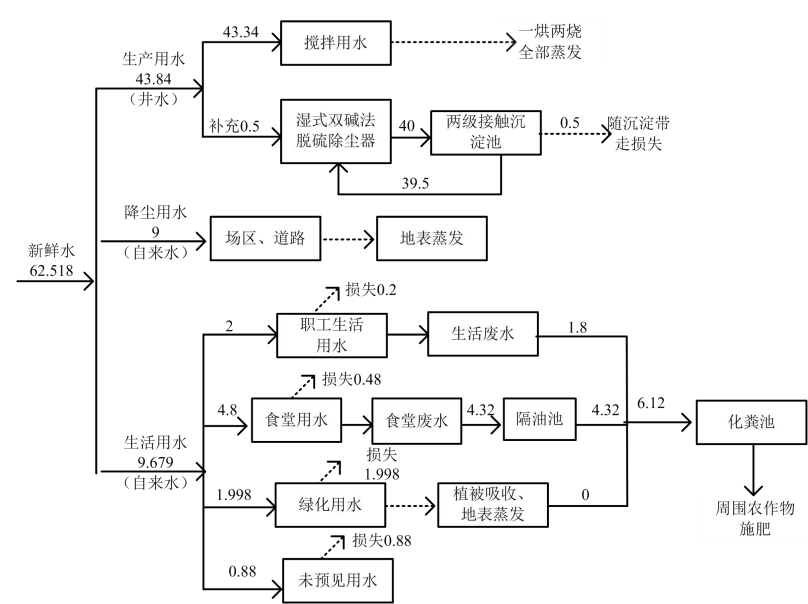 43.34
搅拌用水
一烘两烧
全部蒸发
生产用水
43.84
（井水）
补充0.5
湿式双碱法
脱硫除尘器
40
两级接触沉
淀池
0.5
随沉淀带
走损失
39.5
降尘用水
9
（自来水）
场区、道路
地表蒸发
新鲜水
62.518
损失0.2
2
职工生活
用水
生活废水
1.8
损失0.48
4.8
食堂用水
食堂废水
4.32
隔油池
4.32
6.12
化粪池
生活用水
9.679
（自来水）
损失
1.998
1.998
绿化用水
植被吸收、
地表蒸发
0
周围农作物
施肥
损失0.88
0.88
未预见用水